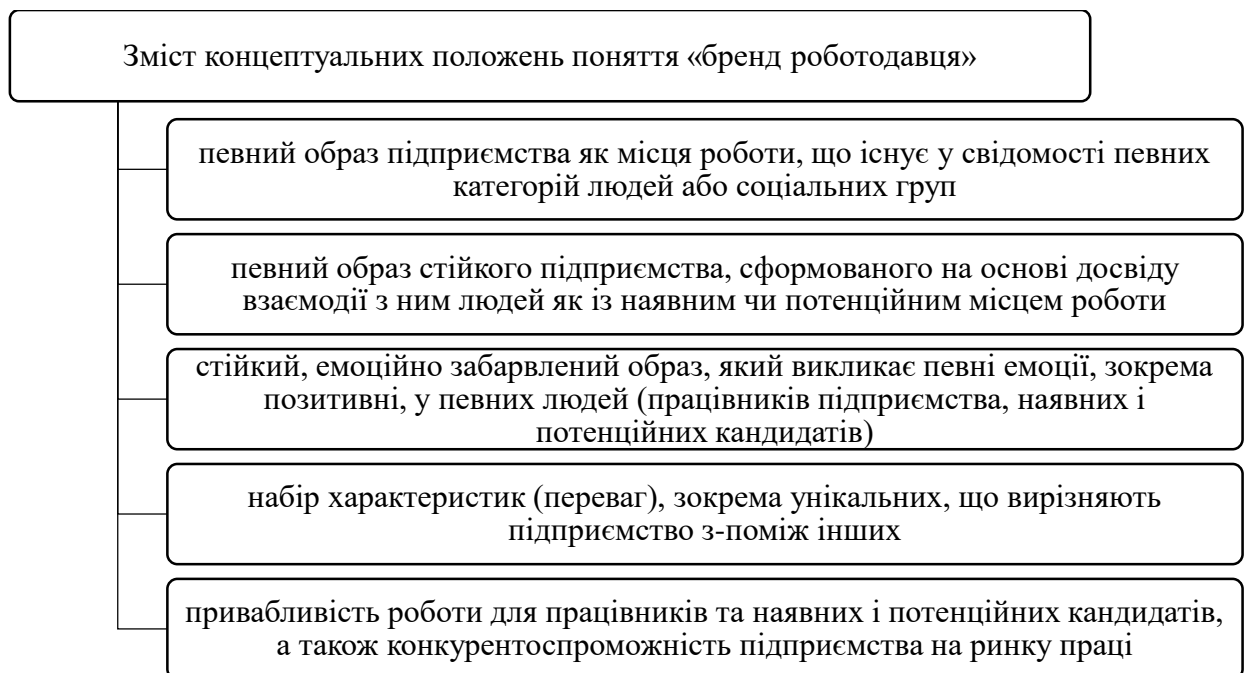 Зміст концептуальних положень поняття «бренд роботодавця»
певний образ підприємства як місця роботи, що існує у свідомості певних
категорій людей або соціальних груп
певний образ стійкого підприємства, сформованого на основі досвіду
взаємодії з ним людей як із наявним чи потенційним місцем роботи
стійкий, емоційно забарвлений образ, який викликає певні емоції, зокрема
позитивні, у певних людей (працівників підприємства, наявних і
потенційних кандидатів)
набір характеристик (переваг), зокрема унікальних, що вирізняють
підприємство з-поміж інших
привабливість роботи для працівників та наявних і потенційних кандидатів,
а також конкурентоспроможність підприємства на ринку праці